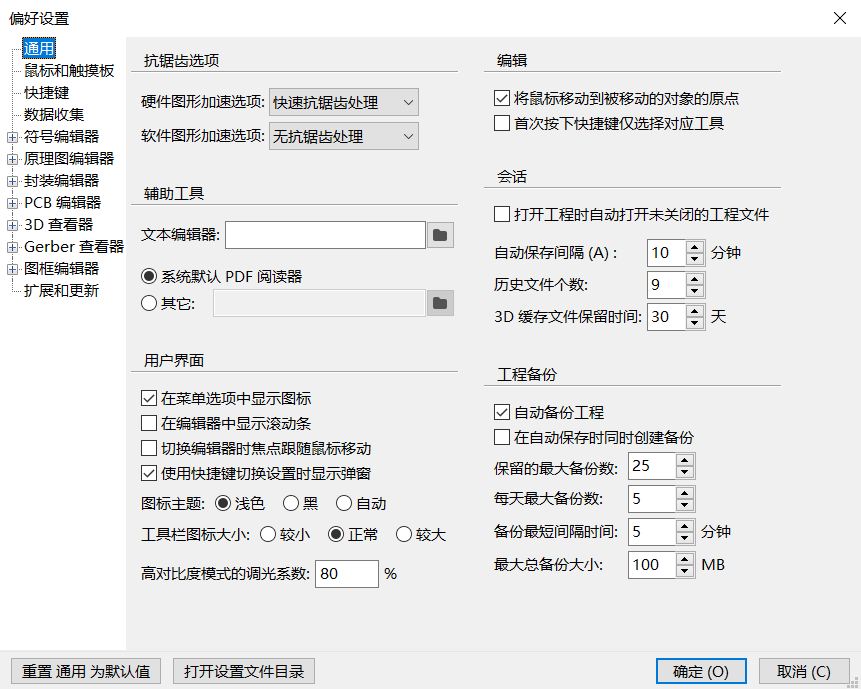 偏好设置
通用
鼠标和触摸板
快捷键
数据收集
符号编辑器
原理图编辑器
封装编辑器
PCB 编辑器
3D 查看器
Gerber 查看器
图框编辑器
扩展和更新
抗锯齿选项
硬件图形加速选项: 快速抗锯齿处理
软件图形加速选项: 无抗锯齿处理
辅助工具
文本编辑器:
系统默认 PDF 阅读器
其它:
用户界面
在菜单选项中显示图标
在编辑器中显示滚动条
切换编辑器时焦点跟随鼠标移动
使用快捷键切换设置时显示弹窗
图标主题: 浅色 黑 自动
工具栏图标大小: 较小 正常 较大
高对比度模式的调光系数: 80 %
编辑
将鼠标移动到被移动的对象的原点
首次按下快捷键仅选择对应工具
会话
打开工程时自动打开未关闭的工程文件
自动保存间隔 (A) : 10 分钟
历史文件个数: 9
3D 缓存文件保留时间: 30 天
工程备份
自动备份工程
在自动保存时同时创建备份
保留的最大备份数: 25
每天最大备份数: 5
备份最短间隔时间: 5 分钟
最大总备份大小: 100 MB
重置 通用 为默认值
打开设置文件目录
确定 (O)
取消 (C)